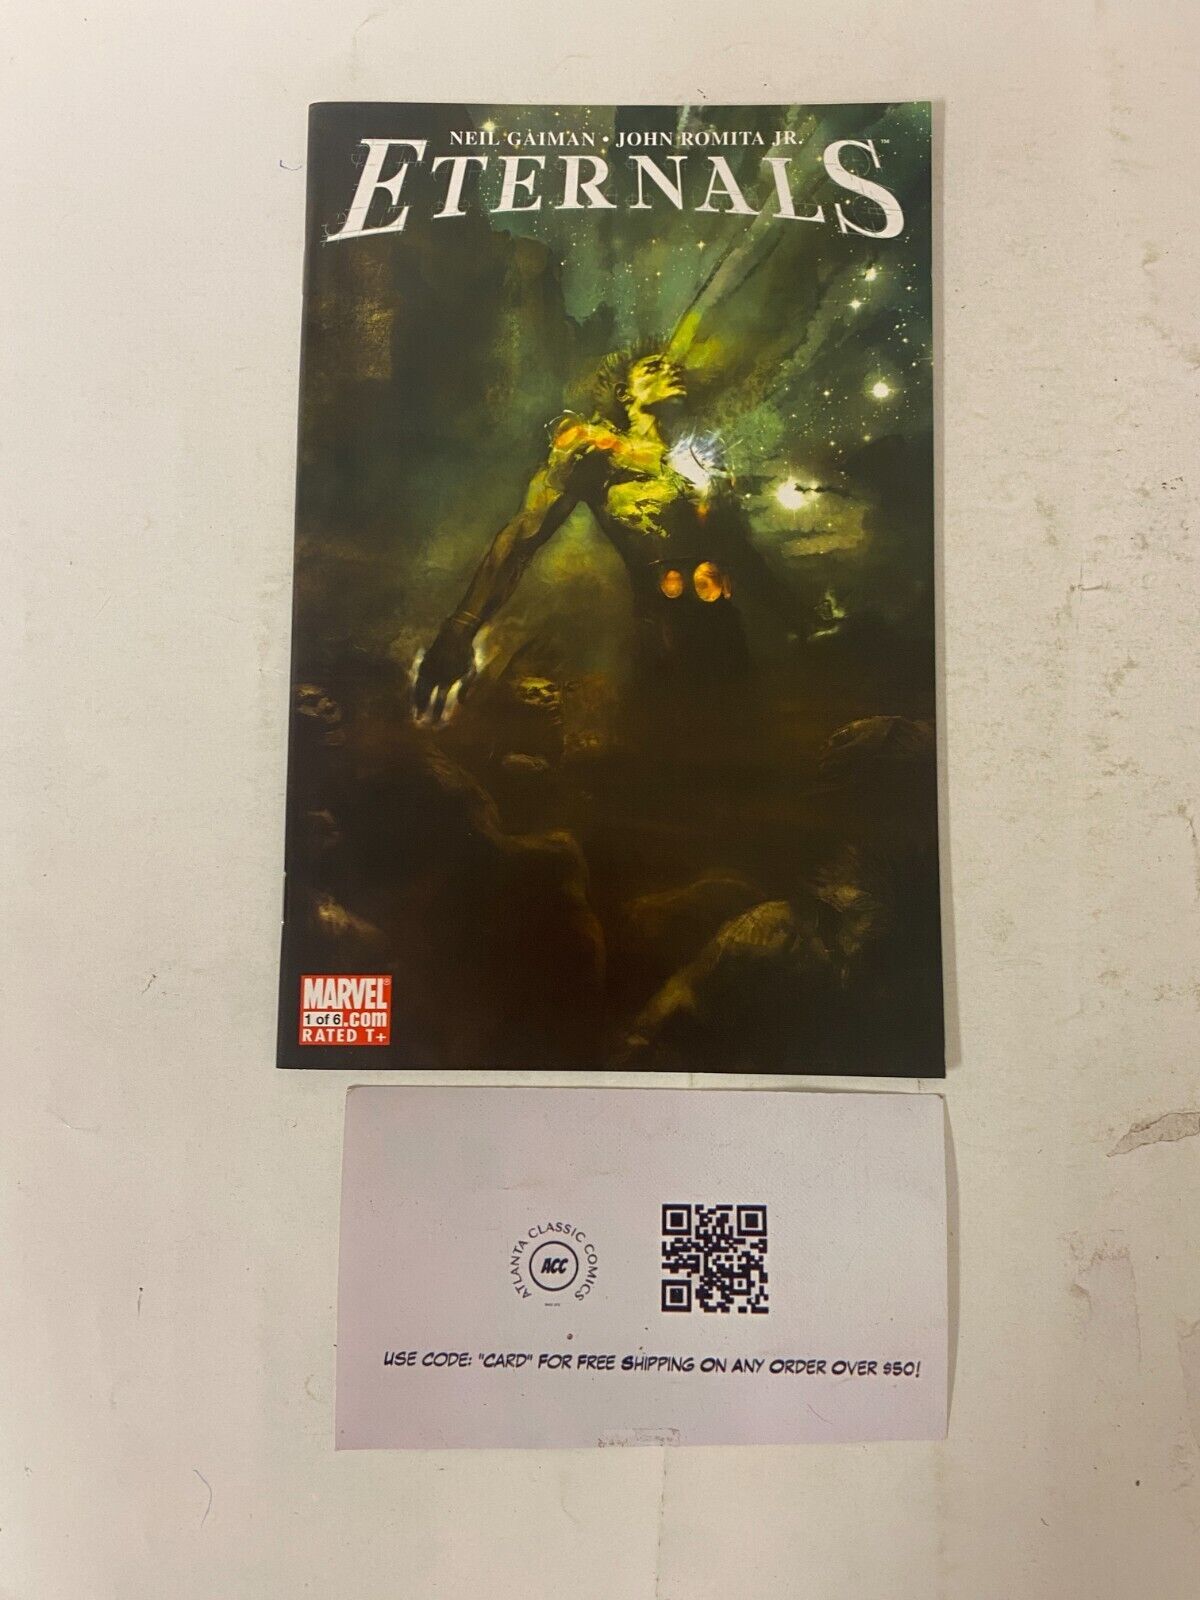 NEIL GAIMAN • JOHN ROMITA JR.
ETERNALS™
MARVEL®
1 of 6 .com
RATED T+
ATLANTA CLASSIC COMICS
ACC
USE CODE: "CARD" FOR FREE SHIPPING ON ANY ORDER OVER $50!